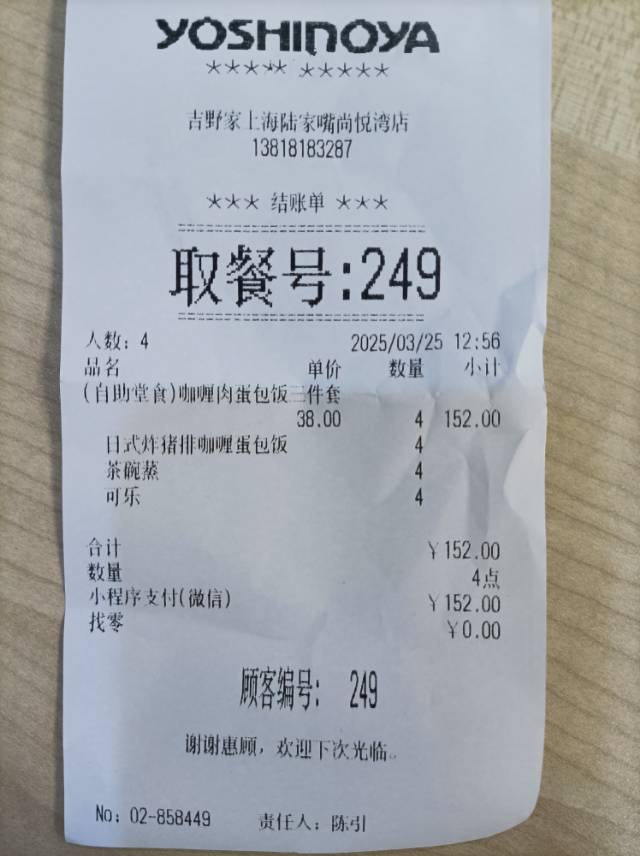 YOSHINOYA
***** *****
吉野家上海陆家嘴尚悦湾店
13818183287
*** 结账单 ***
==============================
取餐号:249
==============================
人数: 4 2025/03/25 12:56
品名 单价 数量 小计
(自助堂食)咖喱肉蛋包饭三件套
38.00 4 152.00
日式炸猪排咖喱蛋包饭 4
茶碗蒸 4
可乐 4
合计 ¥152.00
数量 4点
小程序支付(微信) ¥152.00
找零 ¥0.00
顾客编号: 249
谢谢惠顾,欢迎下次光临。
No: 02-858449 责任人: 陈引